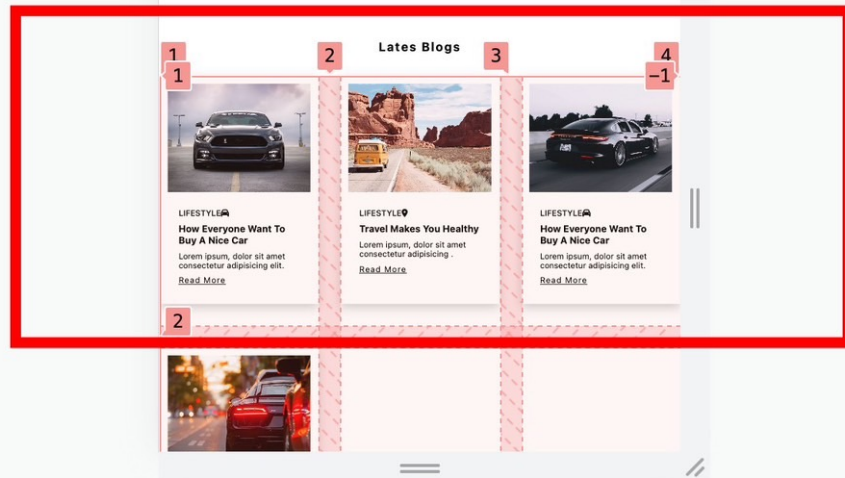 Lates Blogs
1
2
3
4
1
-1
LIFESTYLE
How Everyone Want To
Buy A Nice Car
Lorem ipsum, dolor sit amet
consectetur adipisicing elit.
Read More
LIFESTYLE
Travel Makes You Healthy
Lorem ipsum, dolor sit amet
consectetur adipisicing .
Read More
LIFESTYLE
How Everyone Want To
Buy A Nice Car
Lorem ipsum, dolor sit amet
consectetur adipisicing elit.
Read More
2